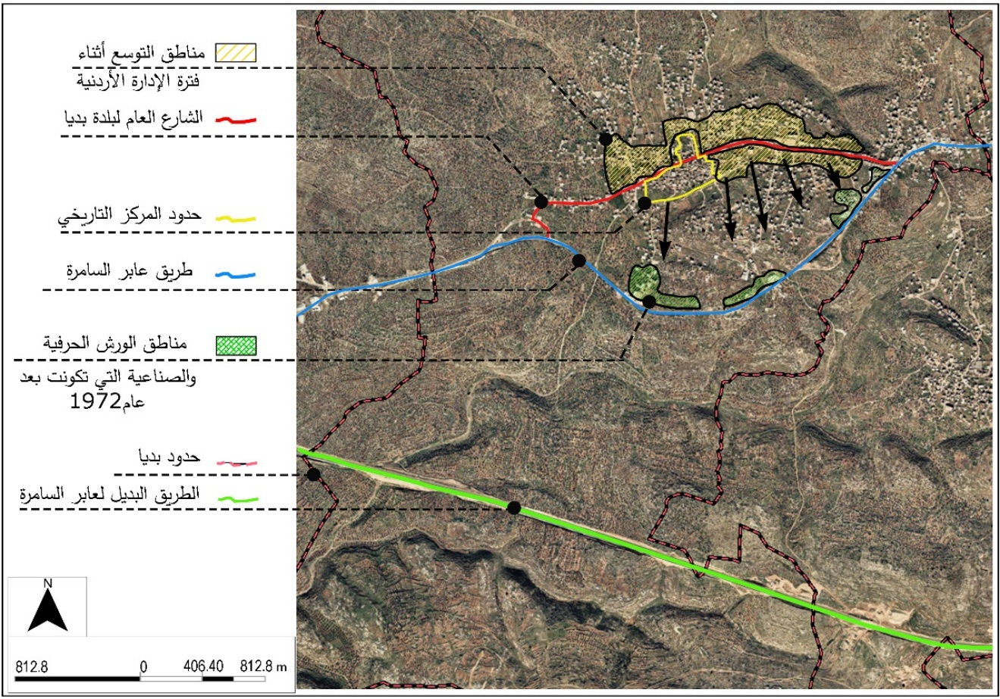 مناطق التوسع أثناء
فترة الإدارة الأردنية
الشارع العام لبلدة بديا
حدود المركز التاريخي
طريق عابر السامرة
مناطق الورش الحرفية
والصناعية التي تكونت بعد
عام1972
حدود بديا
الطريق البديل لعابر السامرة
N
812.8 0 406.40 812.8 m